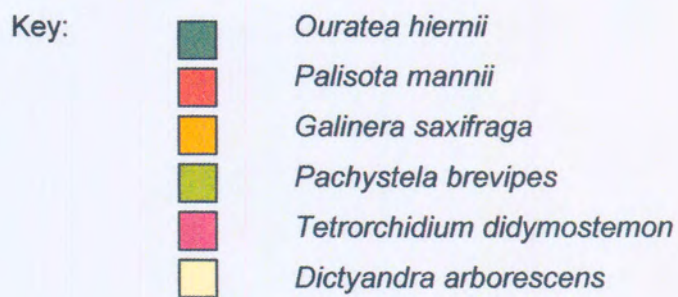 Key:
Ouratea hiernii
Palisota mannii
Galinera saxifraga
Pachystela brevipes
Tetrorchidium didymostemon
Dictyandra arborescens